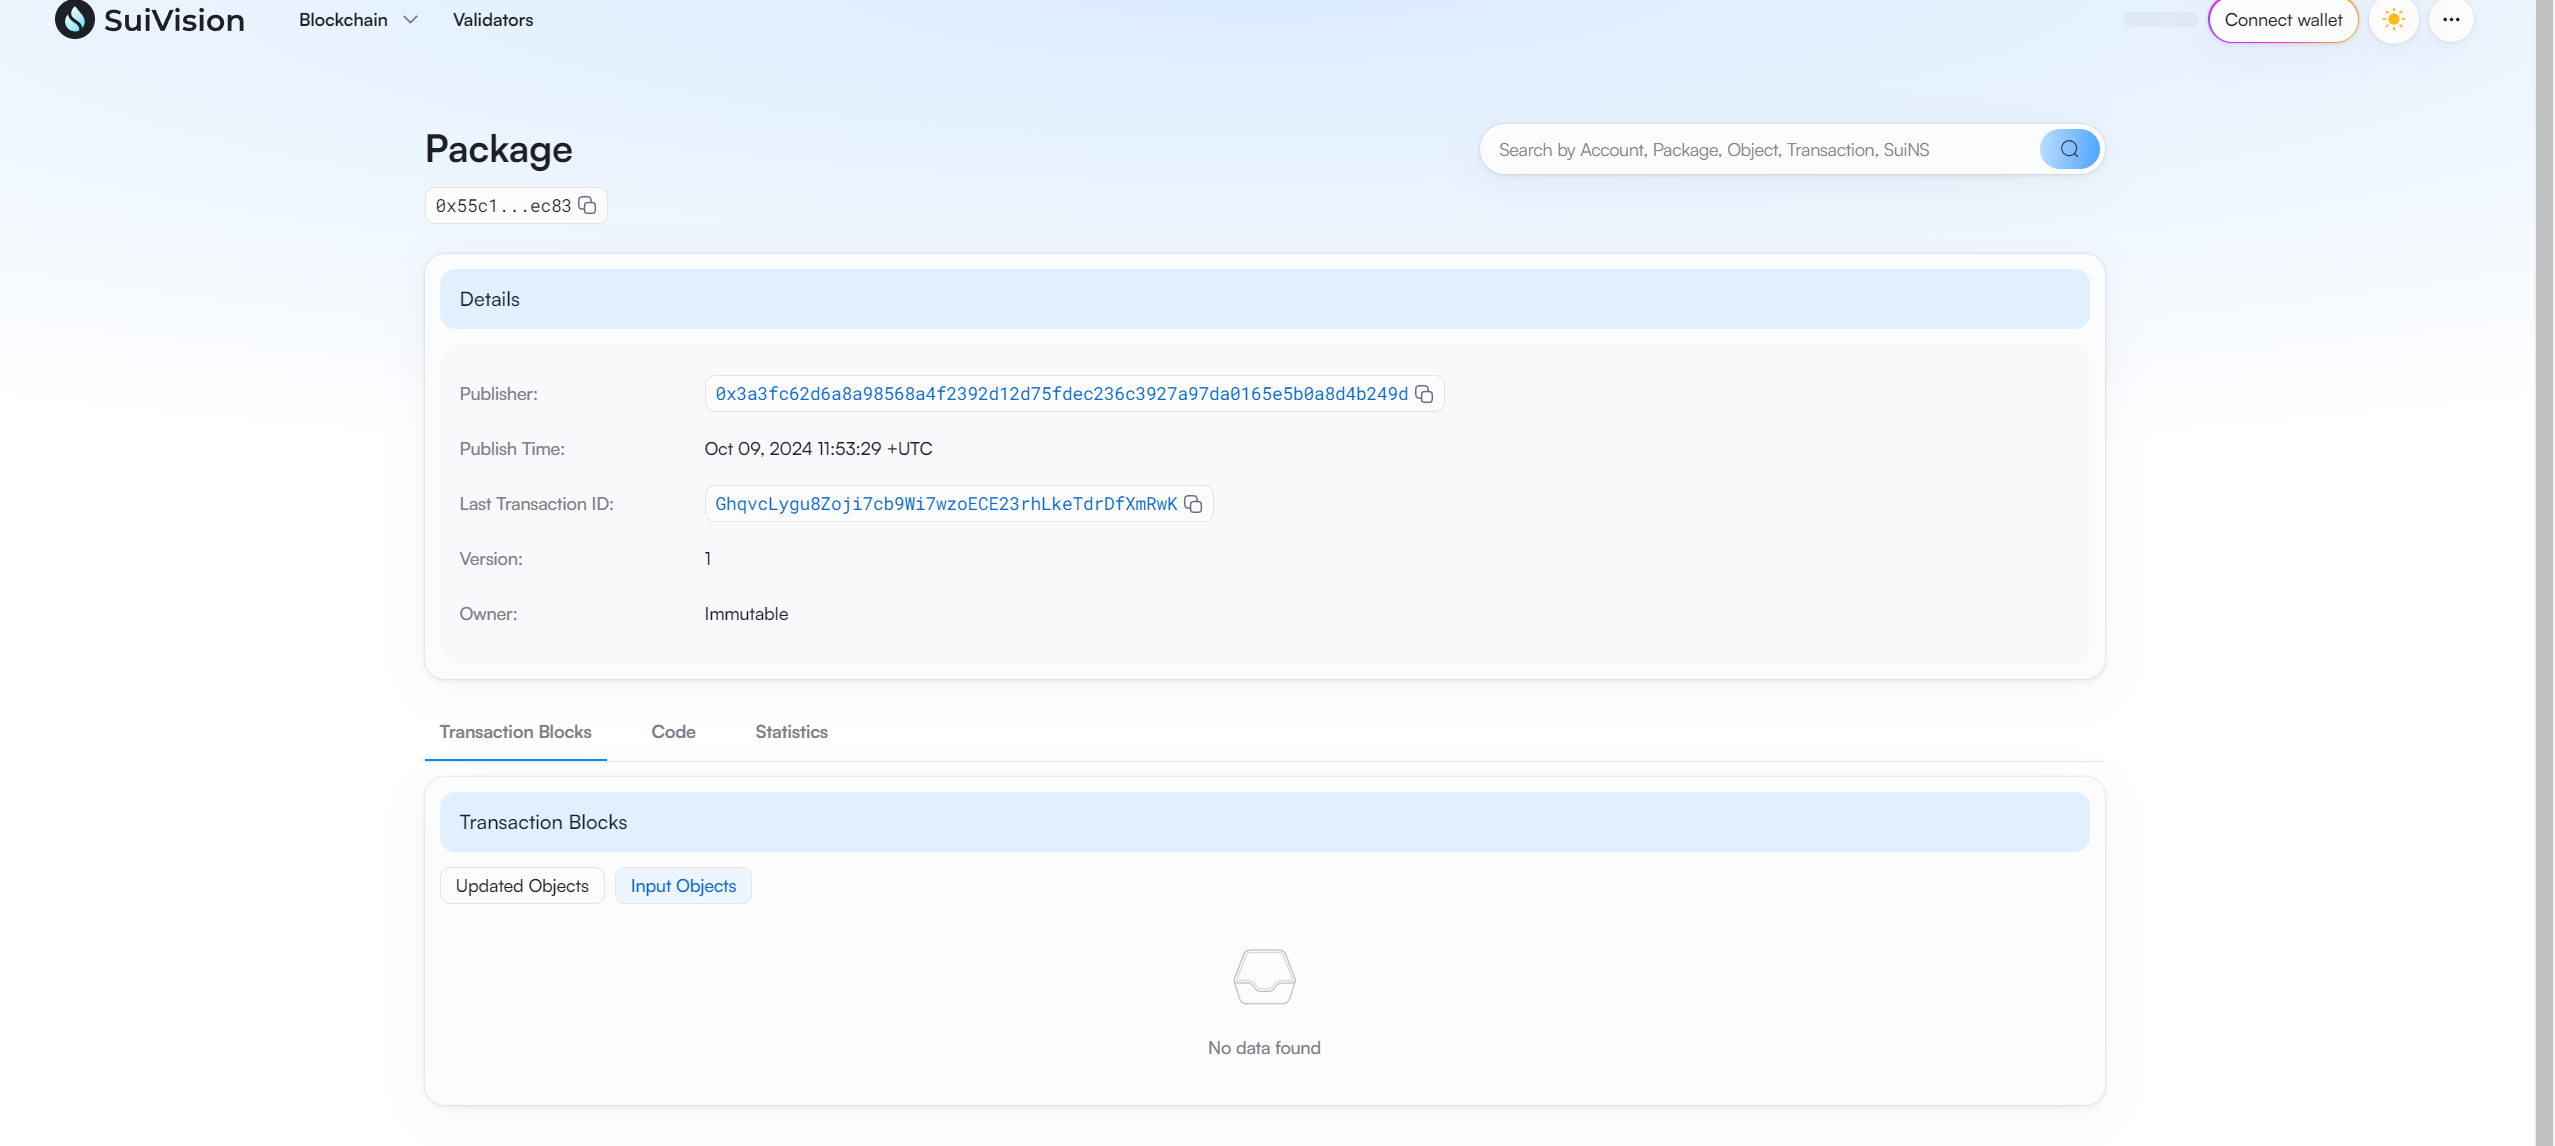 SuiVision
Blockchain
Validators
Connect wallet
Package
Search by Account, Package, Object, Transaction, SuiNS
0x55c1...ec83
Details
Publisher:
0x3a3fc62d6a8a98568a4f2392d12d75fdec236c3927a97da0165e5b0a8d4b249d
Publish Time:
Oct 09, 2024 11:53:29 +UTC
Last Transaction ID:
GhqvcLygu8Zoji7cb9Wi7wzoECE23rhLkeTdrDfXmRwK
Version:
1
Owner:
Immutable
Transaction Blocks
Code
Statistics
Transaction Blocks
Updated Objects
Input Objects
No data found